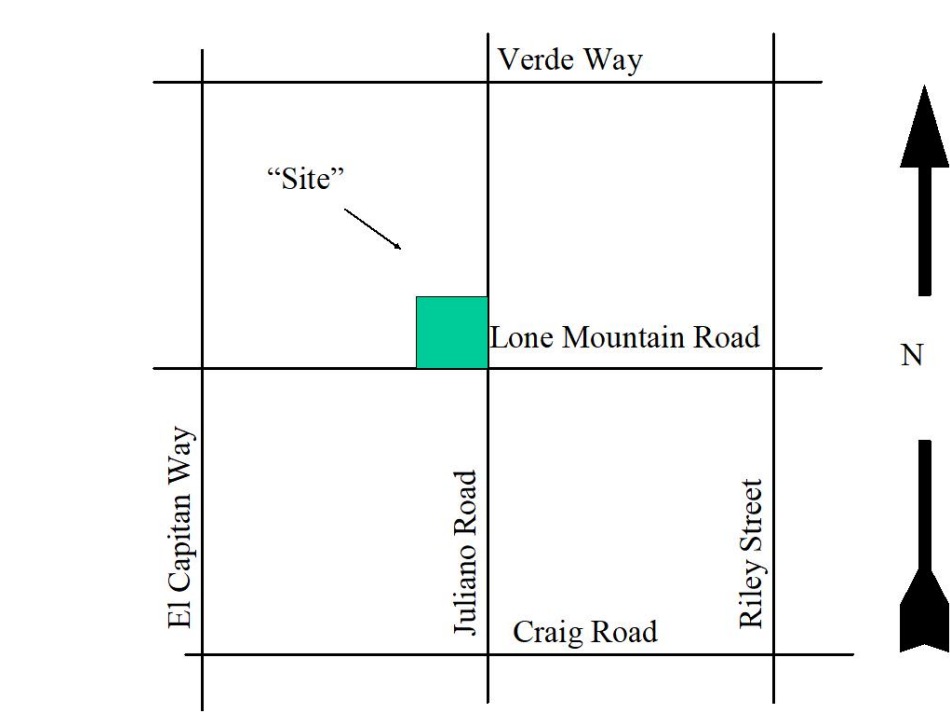 Verde Way
“Site”
Lone Mountain Road
N
El Capitan Way
Juliano Road
Riley Street
Craig Road